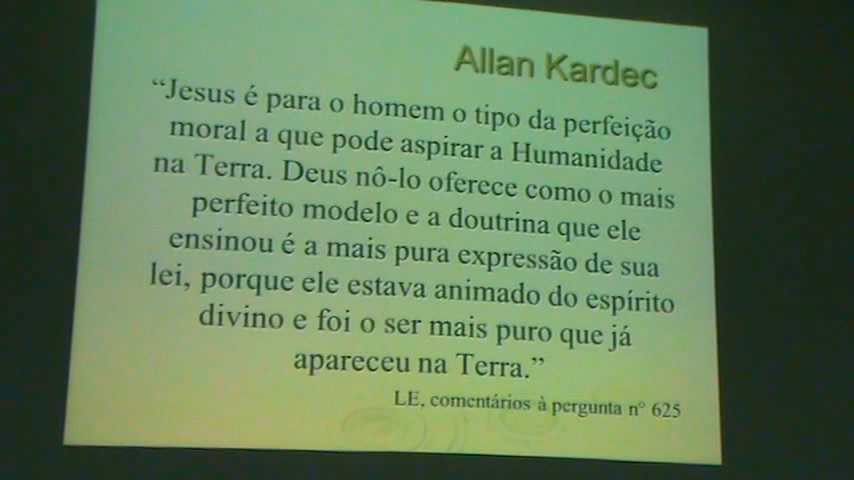 Allan Kardec
“Jesus é para o homem o tipo da perfeição
moral a que pode aspirar a Humanidade
na Terra. Deus nô-lo oferece como o mais
perfeito modelo e a doutrina que ele
ensinou é a mais pura expressão de sua
lei, porque ele estava animado do espírito
divino e foi o ser mais puro que já
apareceu na Terra.”
LE, comentários à pergunta n° 625